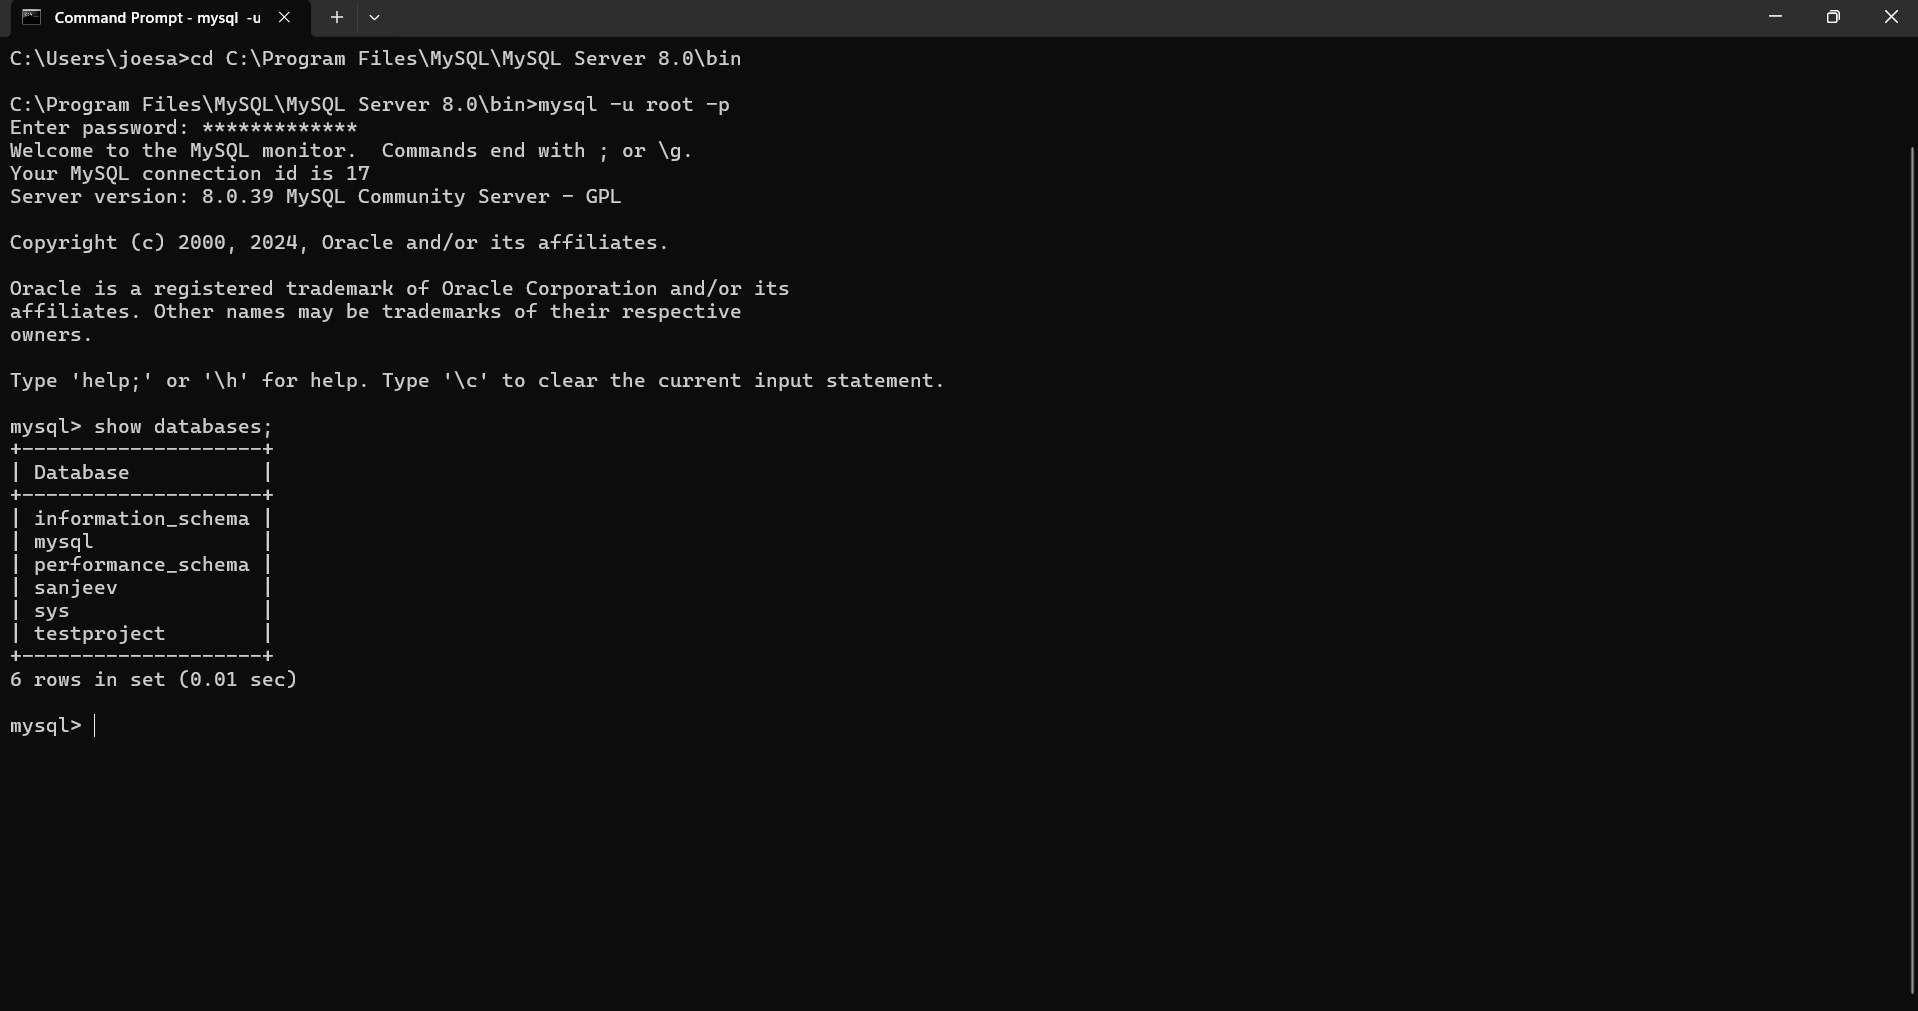 Command Prompt - mysql  -u
C:\Users\joesa>cd C:\Program Files\MySQL\MySQL Server 8.0\bin
C:\Program Files\MySQL\MySQL Server 8.0\bin>mysql -u root -p
Enter password: *************
Welcome to the MySQL monitor.  Commands end with ; or \g.
Your MySQL connection id is 17
Server version: 8.0.39 MySQL Community Server - GPL
Copyright (c) 2000, 2024, Oracle and/or its affiliates.
Oracle is a registered trademark of Oracle Corporation and/or its
affiliates. Other names may be trademarks of their respective
owners.
Type 'help;' or '\h' for help. Type '\c' to clear the current input statement.
mysql> show databases;
+--------------------+
| Database           |
+--------------------+
| information_schema |
| mysql              |
| performance_schema |
| sanjeev            |
| sys                |
| testproject        |
+--------------------+
6 rows in set (0.01 sec)
mysql>